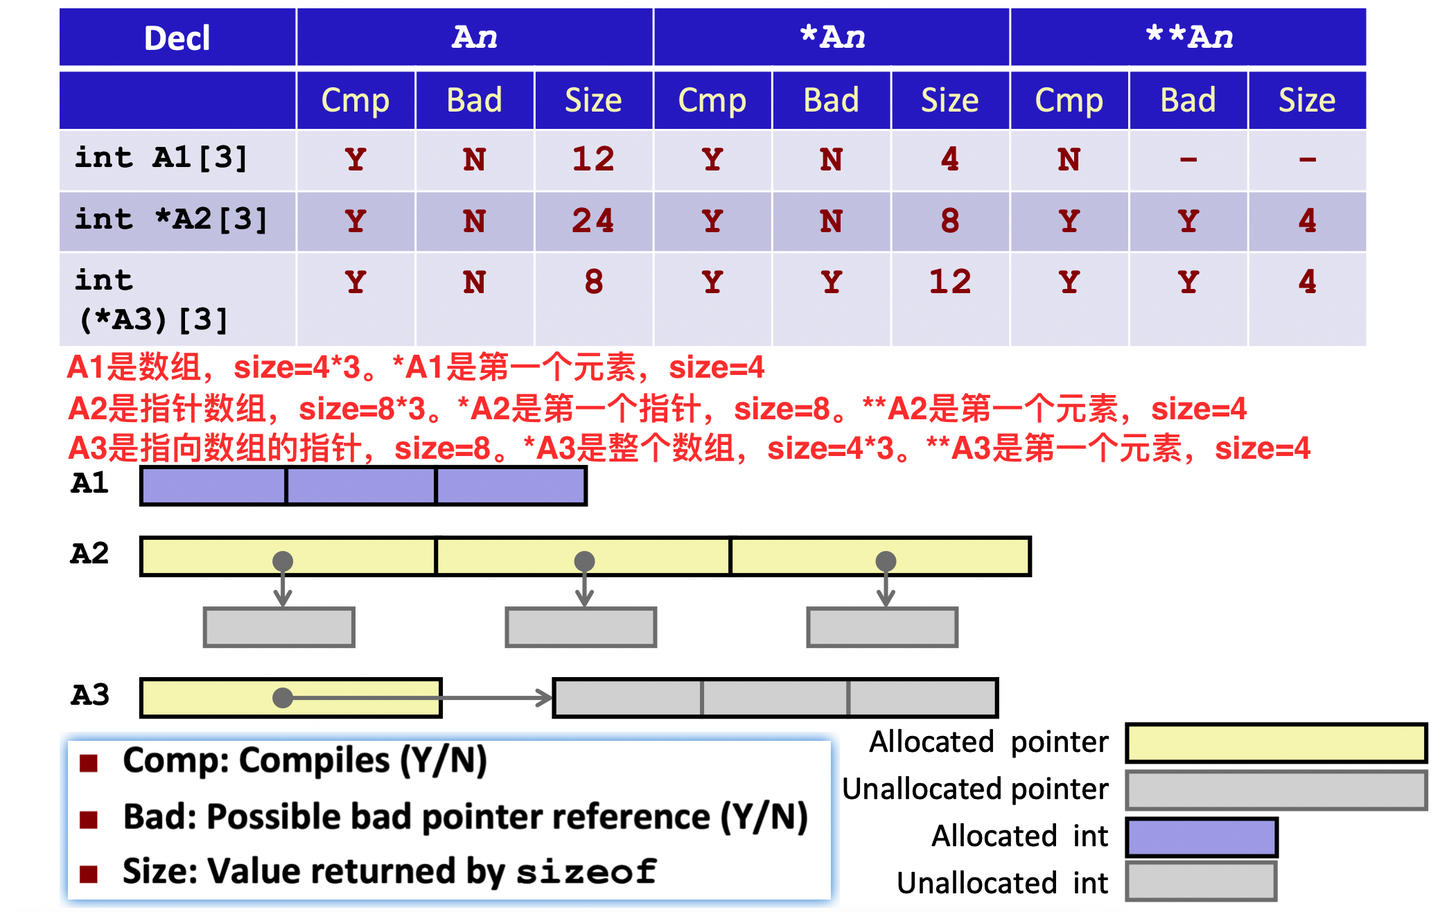 Decl An *An **An
Cmp Bad Size Cmp Bad Size Cmp Bad Size
int A1[3] Y N 12 Y N 4 N - -
int *A2[3] Y N 24 Y N 8 Y Y 4
int Y N 8 Y Y 12 Y Y 4
(*A3)[3]
A1是数组，size=4*3。*A1是第一个元素，size=4
A2是指针数组，size=8*3。*A2是第一个指针，size=8。**A2是第一个元素，size=4
A3是指向数组的指针，size=8。*A3是整个数组，size=4*3。**A3是第一个元素，size=4
A1
A2
A3
Comp: Compiles (Y/N)
Bad: Possible bad pointer reference (Y/N)
Size: Value returned by sizeof
Allocated pointer
Unallocated pointer
Allocated int
Unallocated int